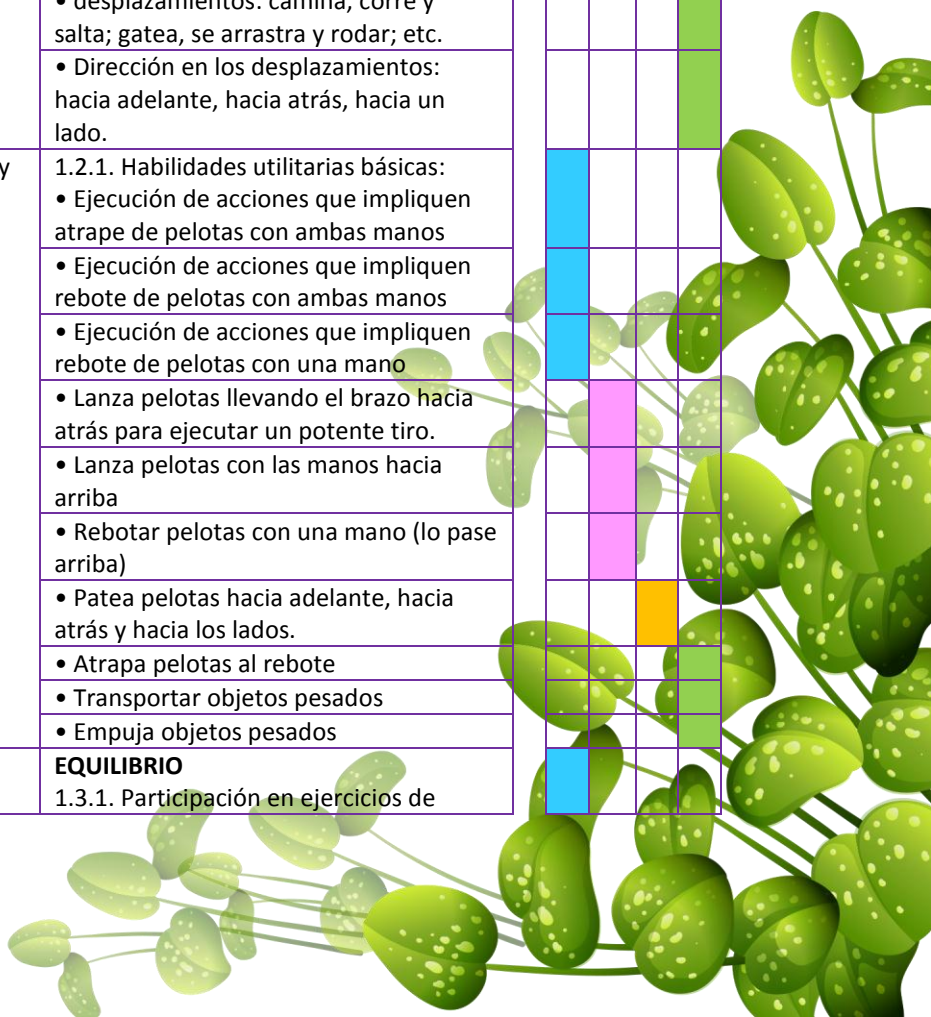 • desplazamientos: camina, corre y
salta; gatea, se arrastra y rodar; etc.
• Dirección en los desplazamientos:
hacia adelante, hacia atrás, hacia un
lado.
y
1.2.1. Habilidades utilitarias básicas:
• Ejecución de acciones que impliquen
atrape de pelotas con ambas manos
• Ejecución de acciones que impliquen
rebote de pelotas con ambas manos
• Ejecución de acciones que impliquen
rebote de pelotas con una mano
• Lanza pelotas llevando el brazo hacia
atrás para ejecutar un potente tiro.
• Lanza pelotas con las manos hacia
arriba
• Rebotar pelotas con una mano (lo pase
arriba)
• Patea pelotas hacia adelante, hacia
atrás y hacia los lados.
• Atrapa pelotas al rebote
• Transportar objetos pesados
• Empuja objetos pesados
EQUILIBRIO
1.3.1. Participación en ejercicios de